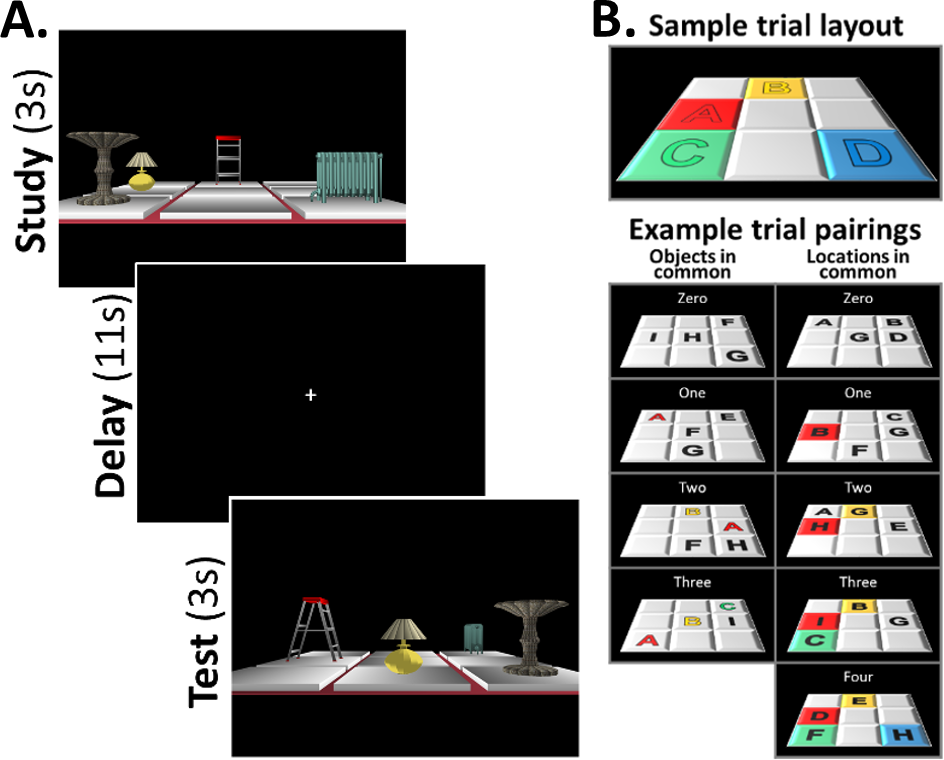 A.
Study (3s)
Delay (11s)
+
Test (3s)
B. Sample trial layout
B
A
C D
Example trial pairings
Objects in
common
Locations in
common
Zero
F
I H
G
Zero
A B
G D
One
A E
F
G
One
C
B G
F
Two
B
A
F H
Two
A G
H E
Three
C
B I
A
Three
B
I G
C
Four
E
D
F H